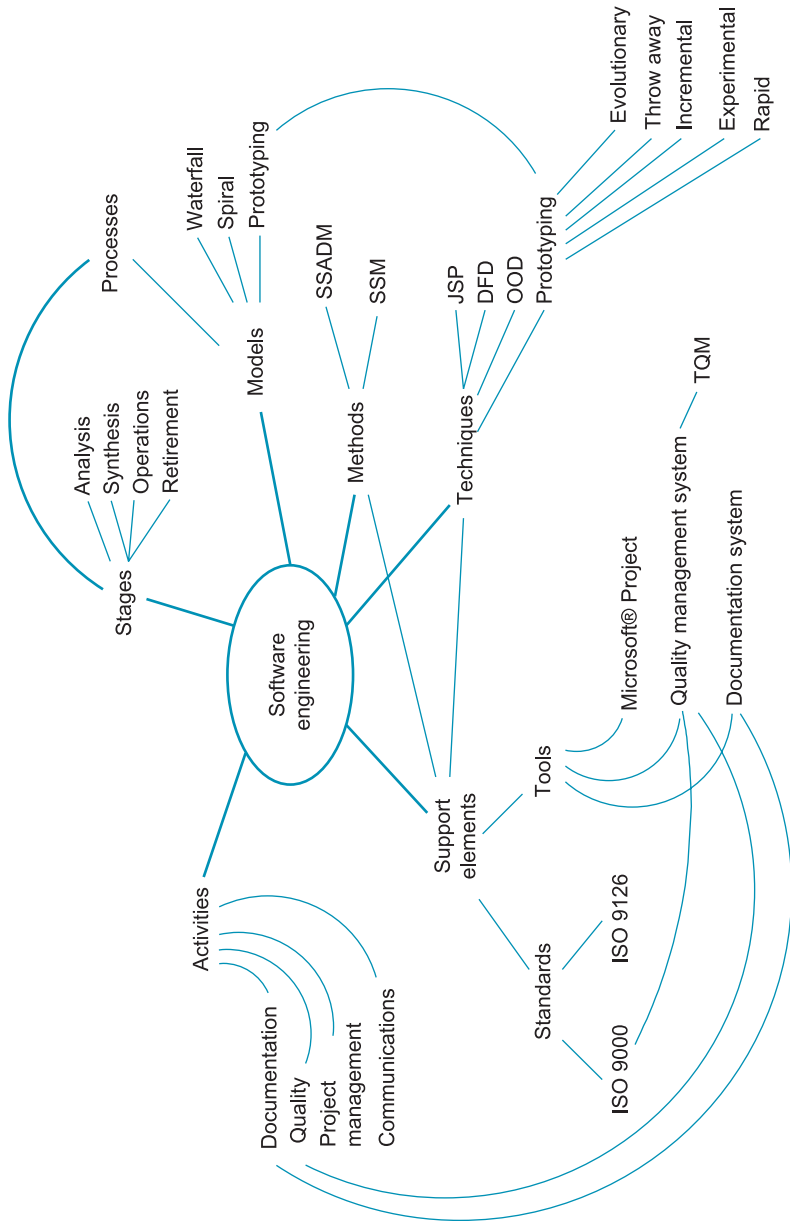 Software
engineering
Stages
Analysis
Synthesis
Operations
Retirement
Processes
Models
Waterfall
Spiral
Prototyping
Methods
SSADM
SSM
Techniques
JSP
DFD
OOD
Prototyping
Evolutionary
Throw away
Incremental
Experimental
Rapid
Support
elements
Tools
Microsoft® Project
Quality management system
TQM
Documentation system
Standards
ISO 9000
ISO 9126
Activities
Documentation
Quality
Project
management
Communications